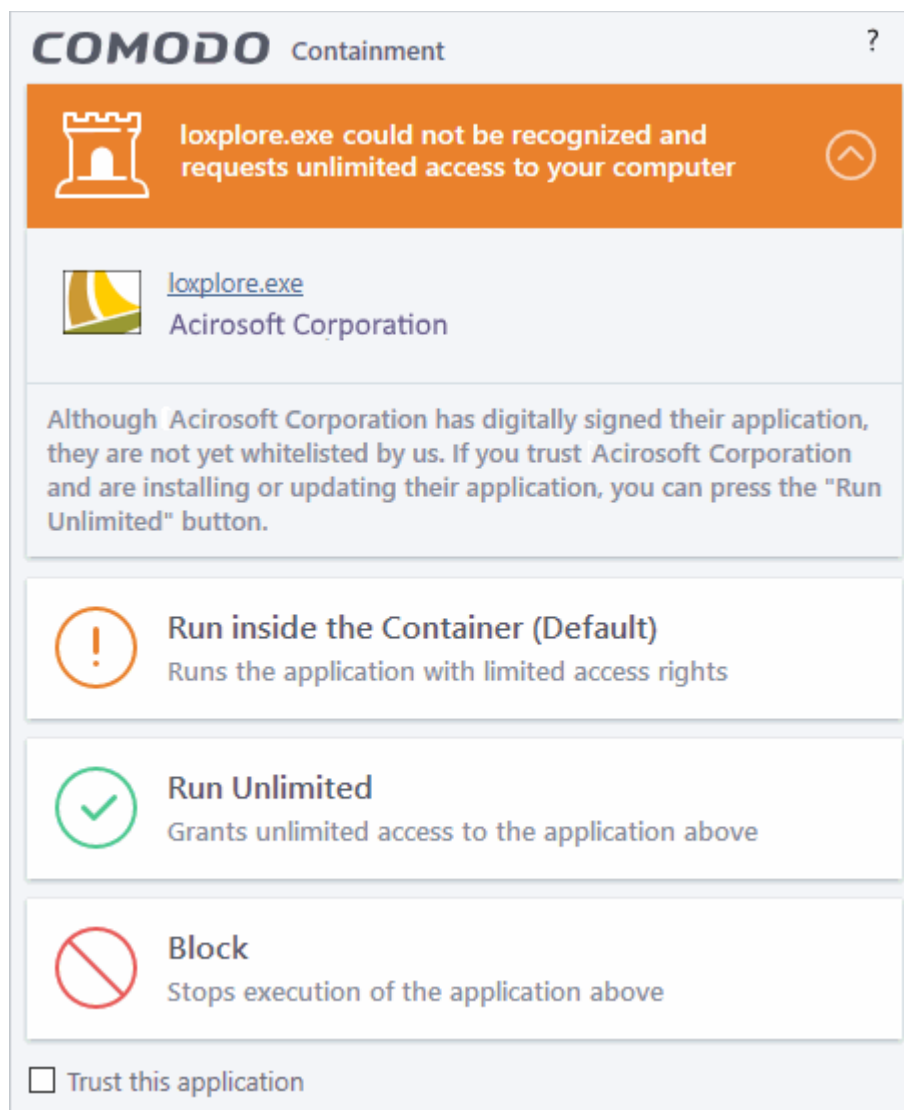 COMODO Containment ?
loxplore.exe could not be recognized and
requests unlimited access to your computer
loxplore.exe
Acirosoft Corporation
Although Acirosoft Corporation has digitally signed their application,
they are not yet whitelisted by us. If you trust Acirosoft Corporation
and are installing or updating their application, you can press the "Run
Unlimited" button.
Run inside the Container (Default)
Runs the application with limited access rights
Run Unlimited
Grants unlimited access to the application above
Block
Stops execution of the application above
Trust this application